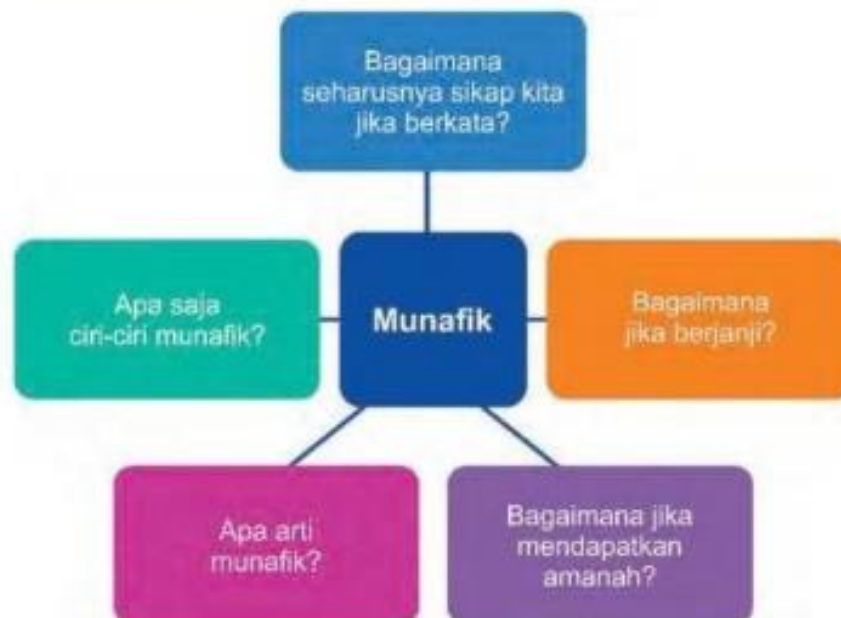 Bagaimana
seharusnya sikap kita
jika berkata?
Apa saja
ciri-ciri munafik?
Munafik
Bagaimana
jika berjanji?
Apa arti
munafik?
Bagaimana jika
mendapatkan
amanah?